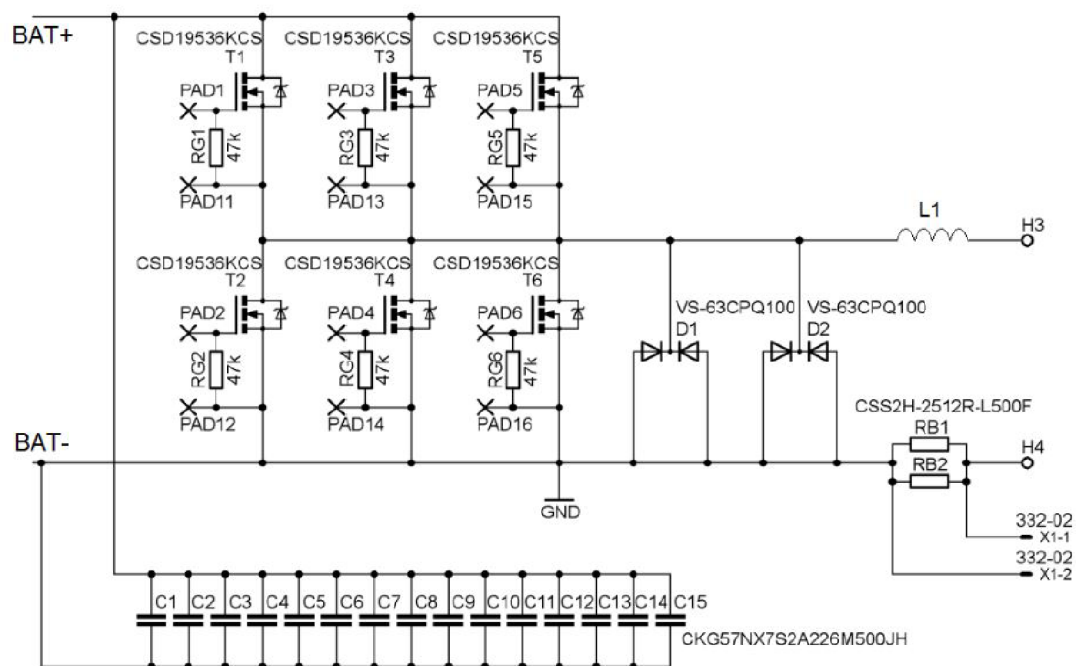 BAT+
CSD19536KCS CSD19536KCS CSD19536KCS
T1 T3 T5
PAD1 PAD3 PAD5
RG1 47k RG3 47k RG5 47k
PAD11 PAD13 PAD15
L1 H3
CSD19536KCS CSD19536KCS CSD19536KCS
T2 T4 T6
PAD2 PAD4 PAD6
VS-63CPQ100 VS-63CPQ100
D1 D2
RG2 47k RG4 47k RG6 47k
PAD12 PAD14 PAD16
CSS2H-2512R-L500F
BAT-
RB1
H4
RB2
GND
332-02
X1-1
332-02
X1-2
C1 C2 C3 C4 C5 C6 C7 C8 C9 C10 C11 C12 C13 C14 C15
CKG57NX7S2A226M500JH